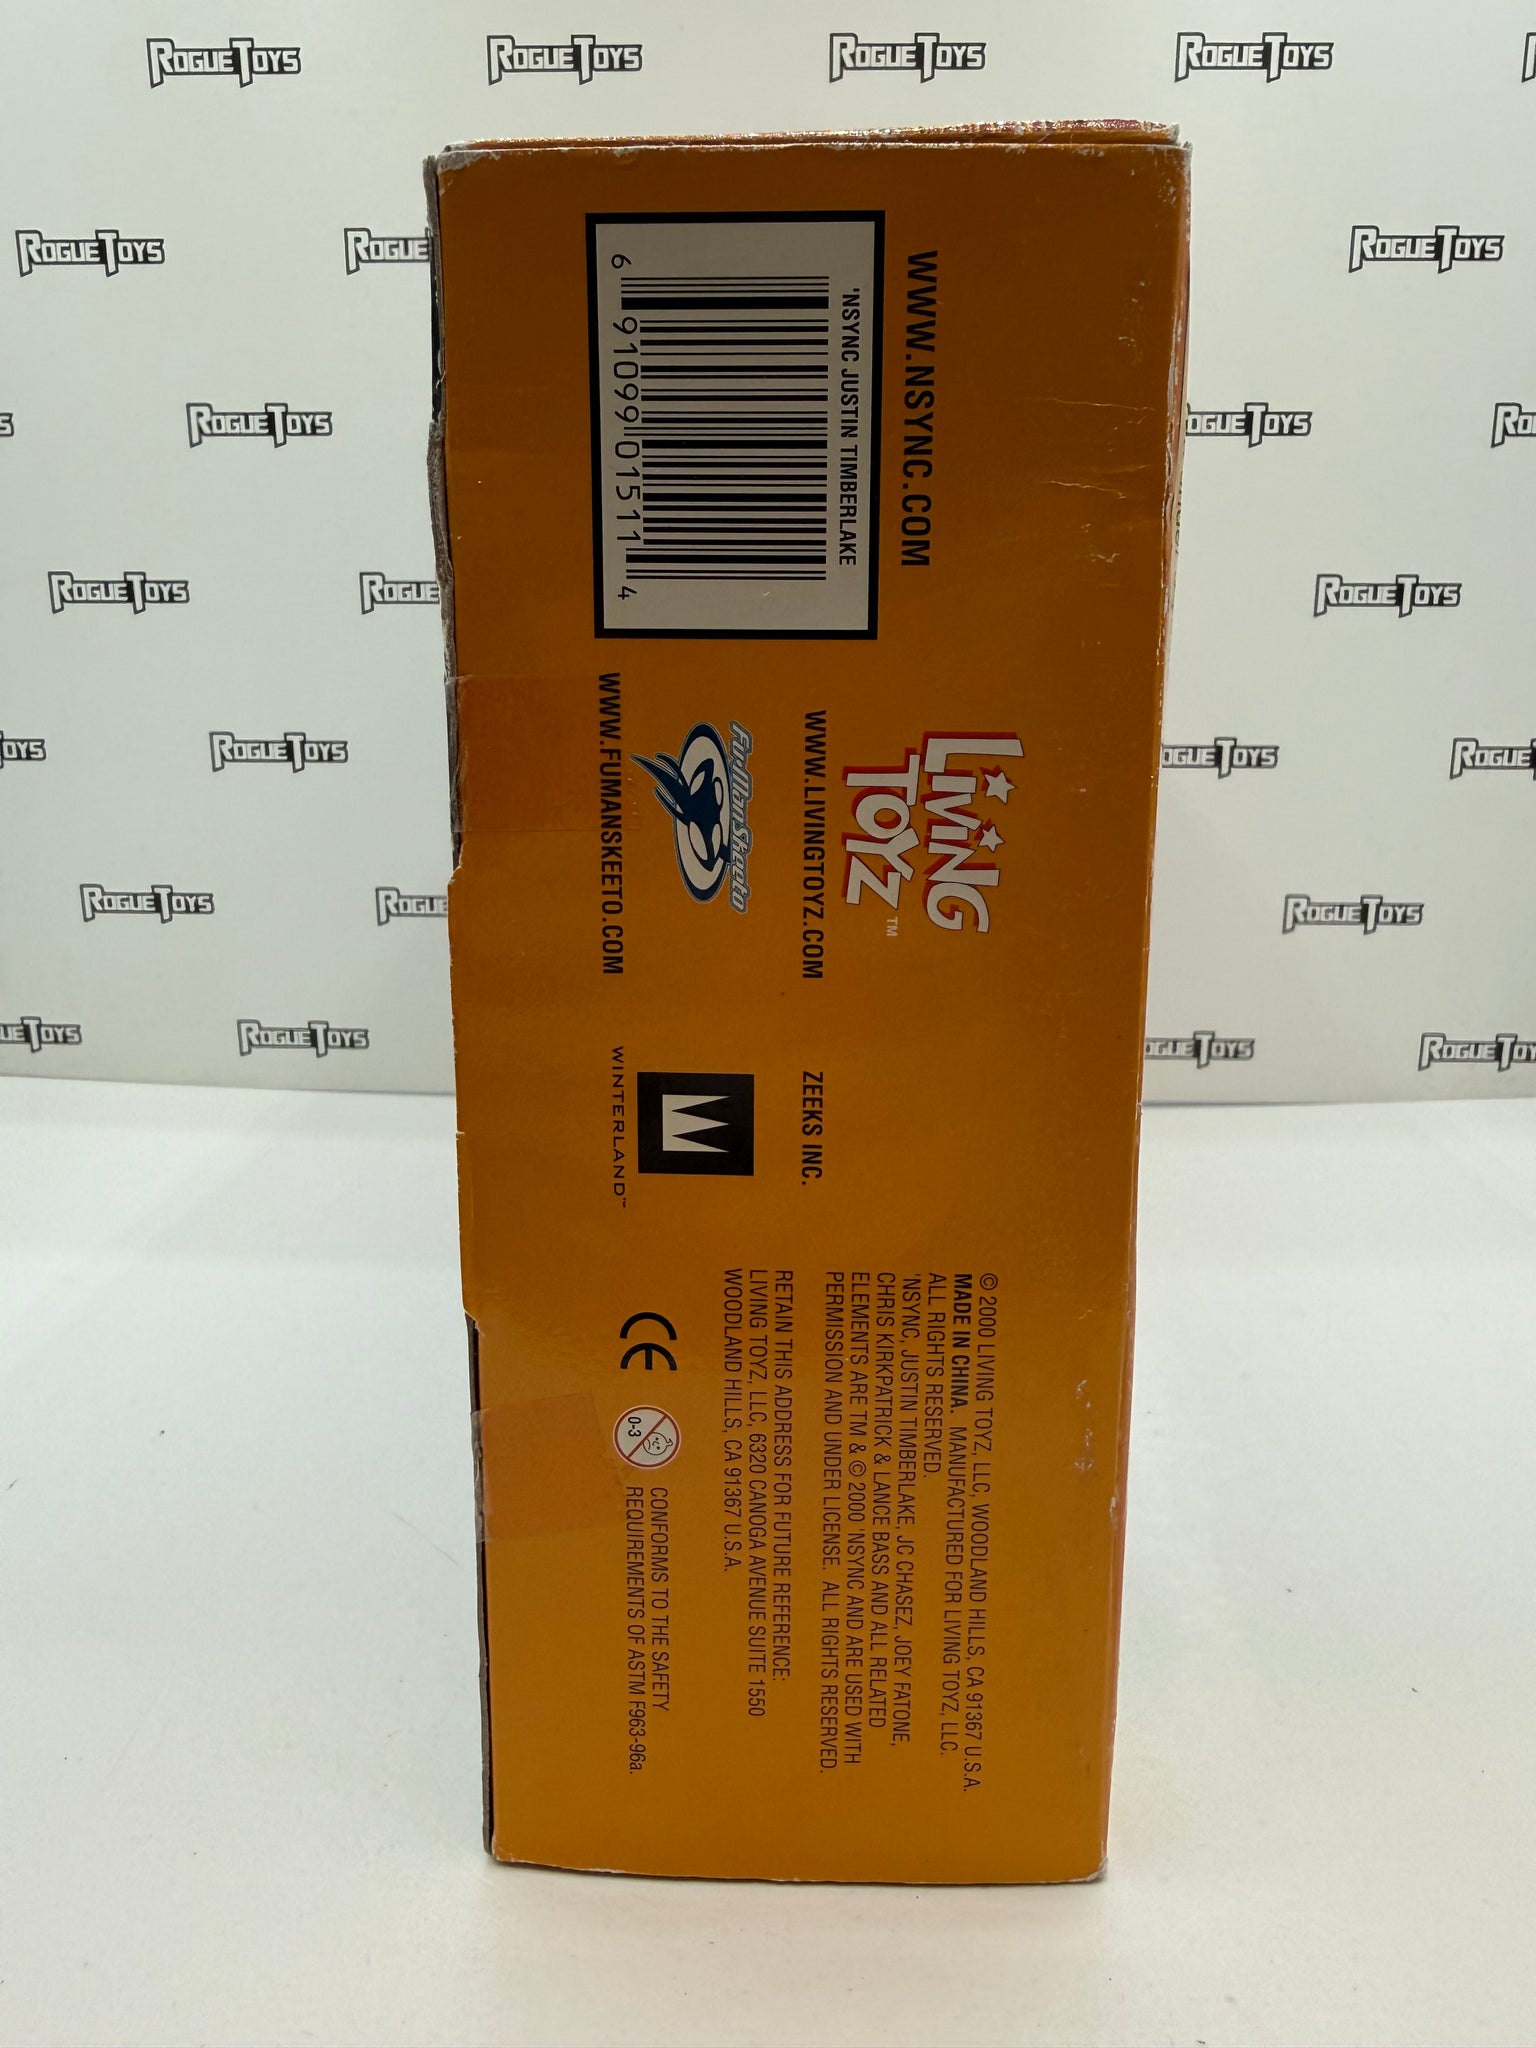 ROGUE TOYS
WWW.NSYNC.COM
'NSYNC JUSTIN TIMBERLAKE
6 91099 01511 4
LIVING
TOYZ™
WWW.LIVINGTOYZ.COM
FuManSkeeto
WWW.FUMANSKEETO.COM
ZEEKS INC.
W
WINTERLAND™
© 2000 LIVING TOYZ, LLC, WOODLAND HILLS, CA 91367 U.S.A.
MADE IN CHINA. MANUFACTURED FOR LIVING TOYZ, LLC.
ALL RIGHTS RESERVED.
'NSYNC, JUSTIN TIMBERLAKE, JC CHASEZ, JOEY FATONE,
CHRIS KIRKPATRICK & LANCE BASS AND ALL RELATED
ELEMENTS ARE TM & © 2000 'NSYNC AND ARE USED WITH
PERMISSION AND UNDER LICENSE. ALL RIGHTS RESERVED.
RETAIN THIS ADDRESS FOR FUTURE REFERENCE:
LIVING TOYZ, LLC, 6320 CANOGA AVENUE SUITE 1550
WOODLAND HILLS, CA 91367 U.S.A.
CE
0-3
CONFORMS TO THE SAFETY
REQUIREMENTS OF ASTM F963-96a.